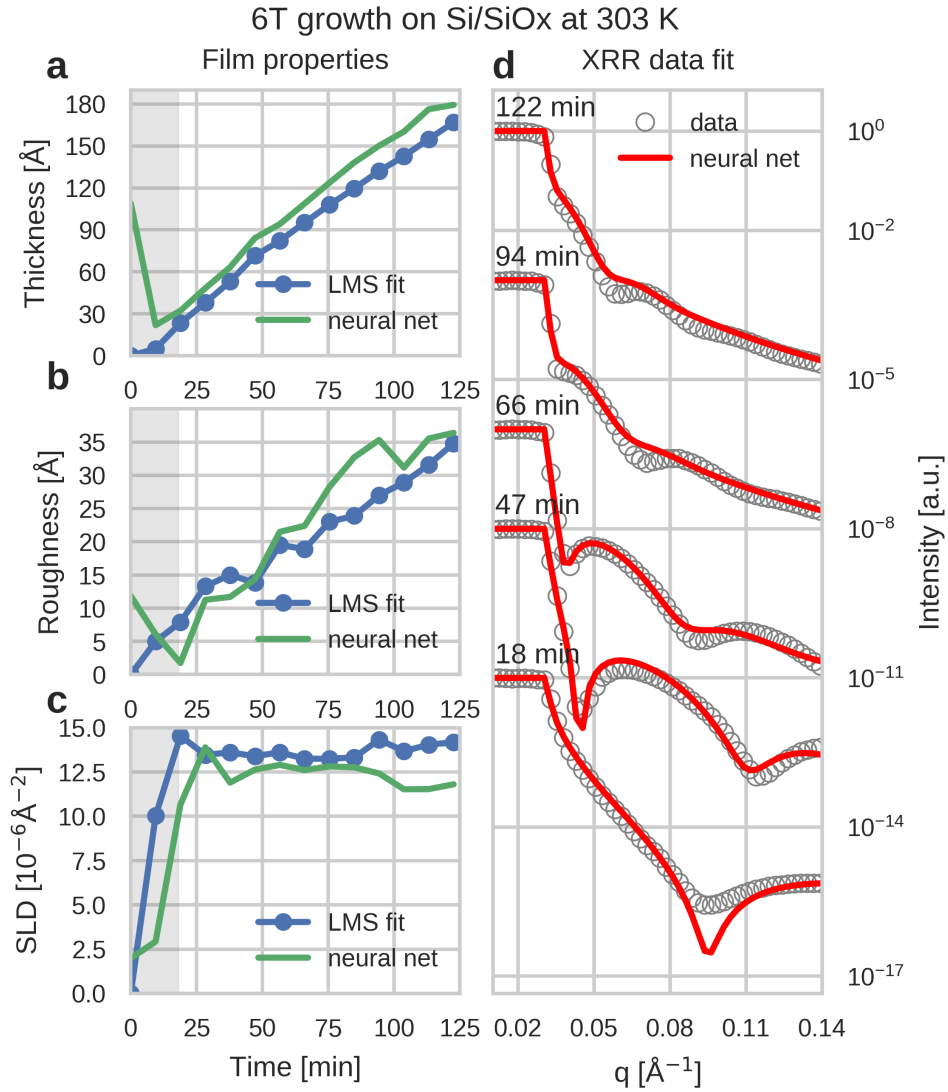 6T growth on Si/SiOx at 303 K
a
Film properties
Thickness [Å]
180
150
120
90
60
30
0
LMS fit
neural net
0 25 50 75 100 125
b
Roughness [Å]
35
30
25
20
15
10
5
0
LMS fit
neural net
0 25 50 75 100 125
c
SLD [10⁻⁶Å⁻²]
15.0
12.5
10.0
7.5
5.0
2.5
0.0
LMS fit
neural net
0 25 50 75 100 125
Time [min]
d
XRR data fit
122 min
data
neural net
94 min
66 min
47 min
18 min
10⁰
10⁻²
10⁻⁵
10⁻⁸
10⁻¹¹
10⁻¹⁴
10⁻¹⁷
Intensity [a.u.]
0.02 0.05 0.08 0.11 0.14
q [Å⁻¹]